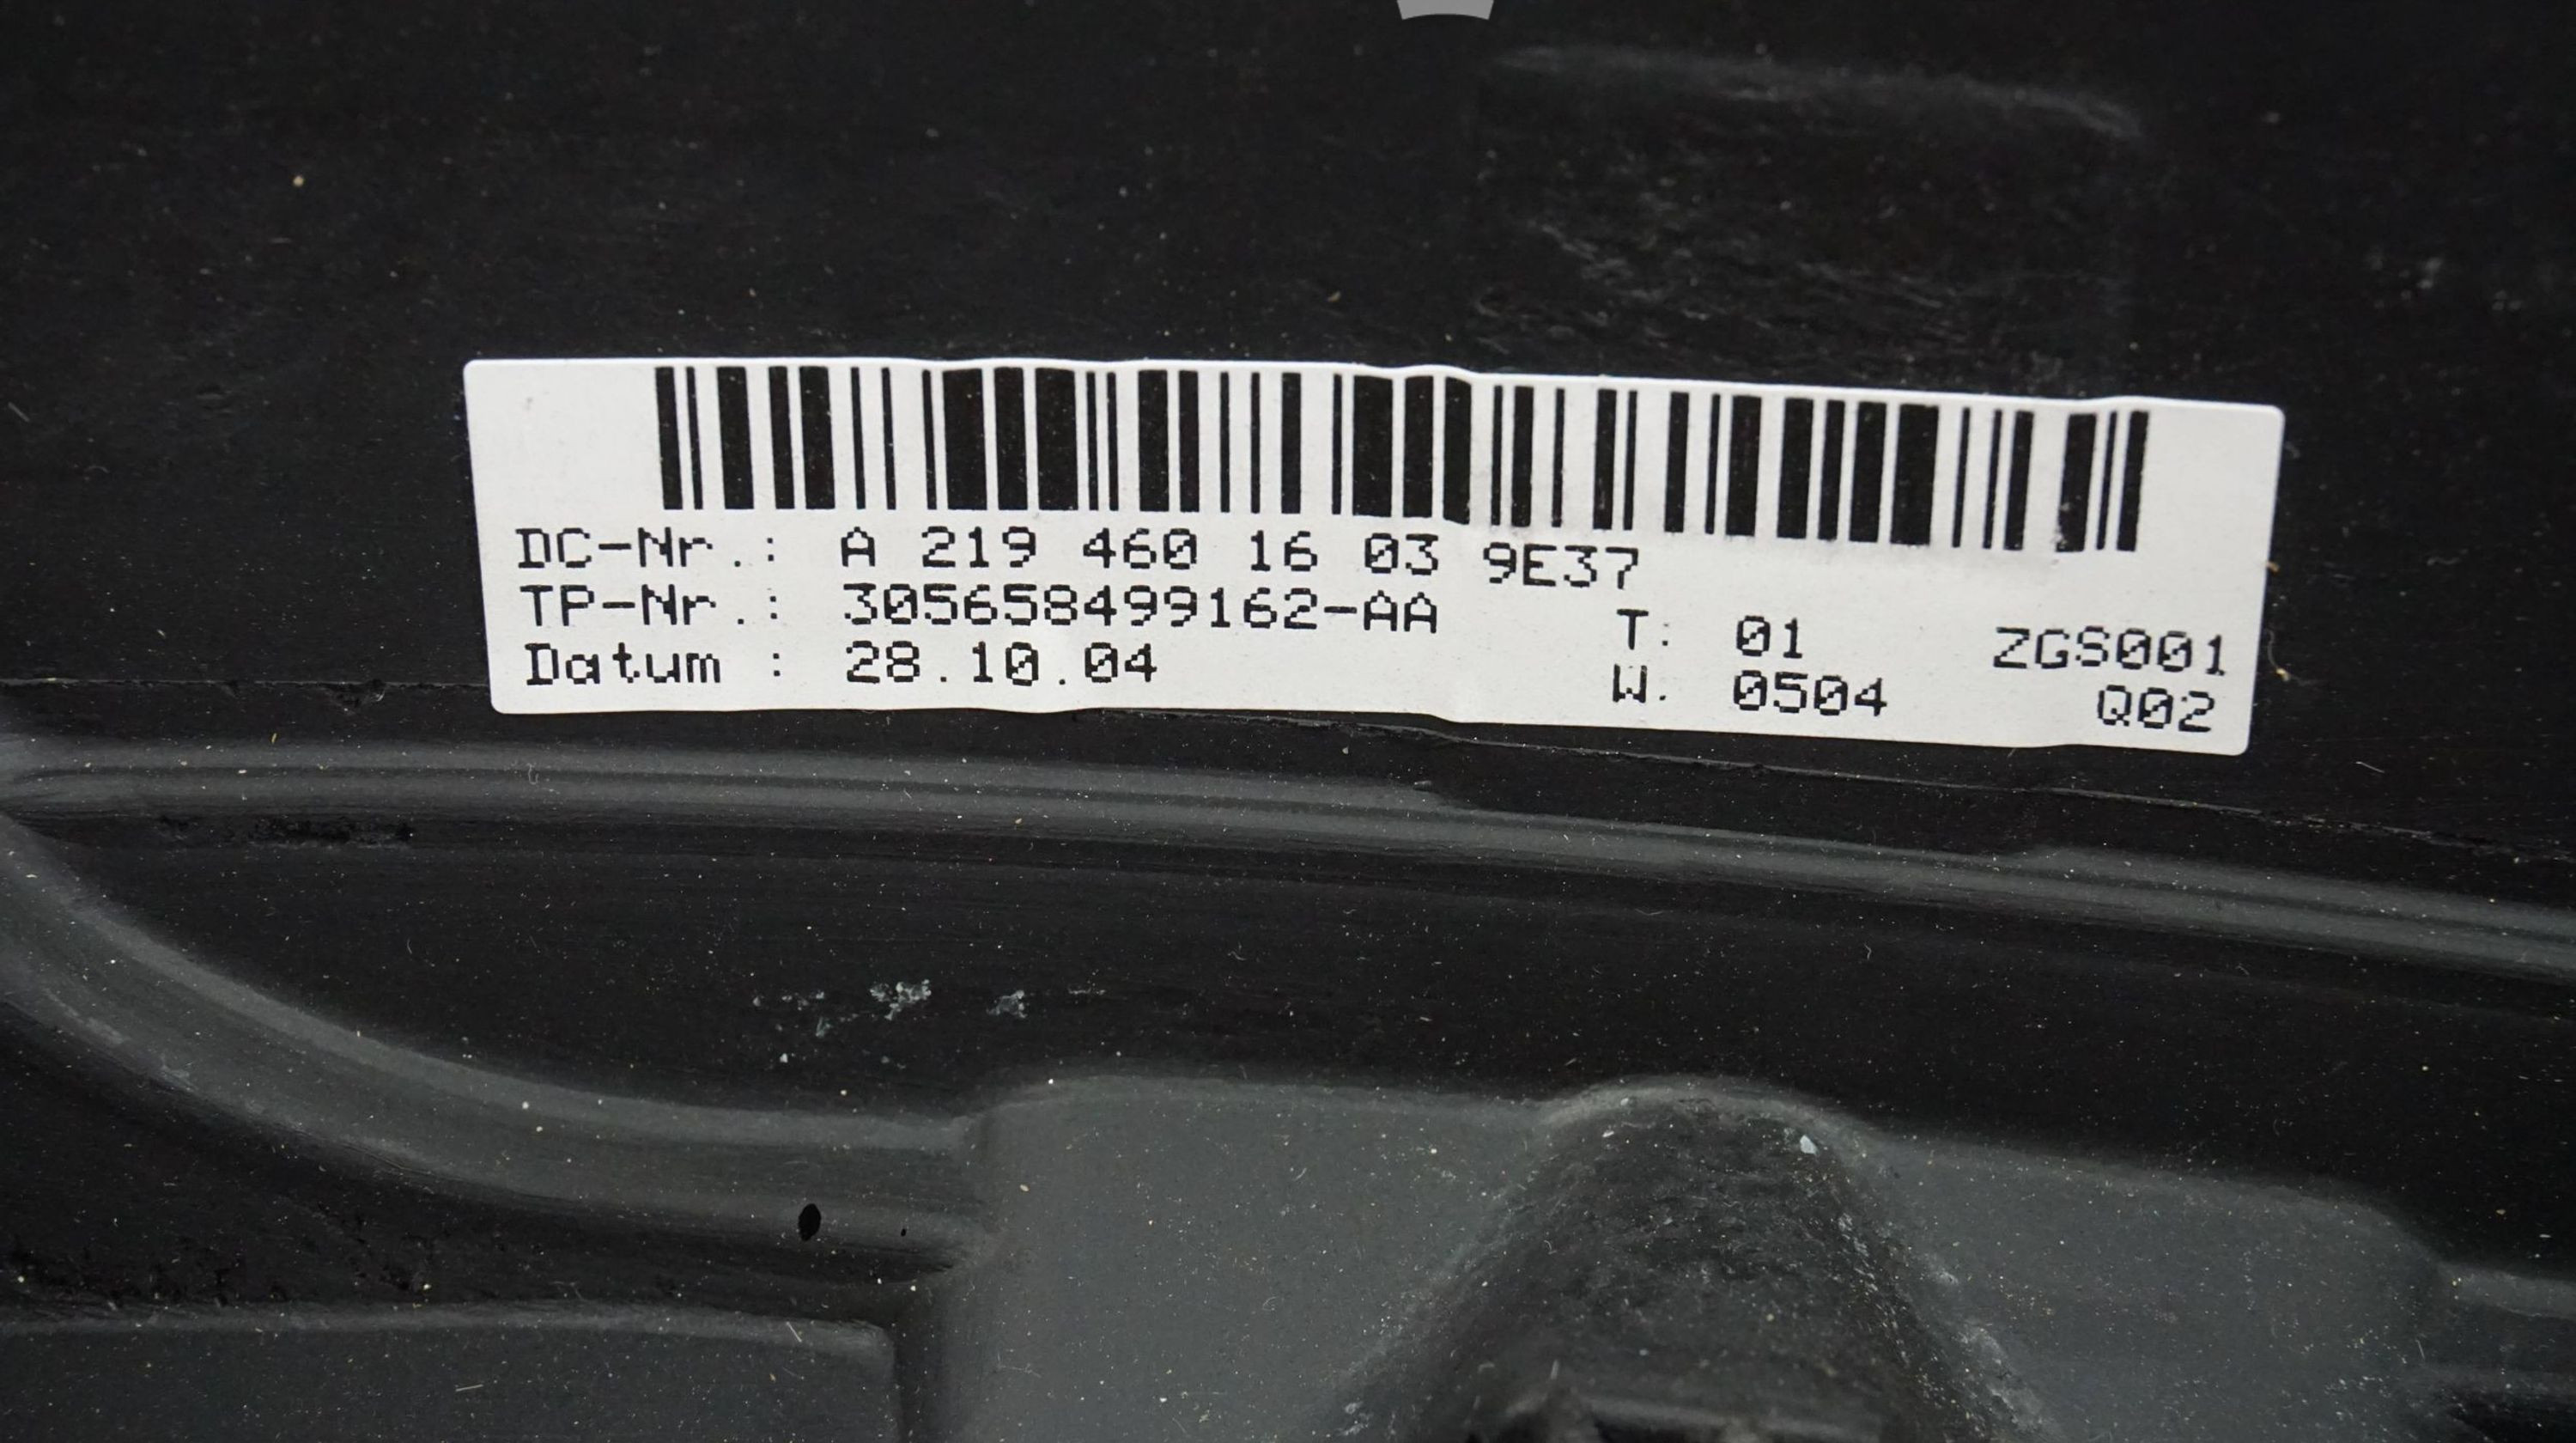 DC-Nr.: A 219 460 16 03 9E37
TP-Nr.: 305658499162-AA T: 01 ZGS001
Datum : 28.10.04 W. 0504 Q02